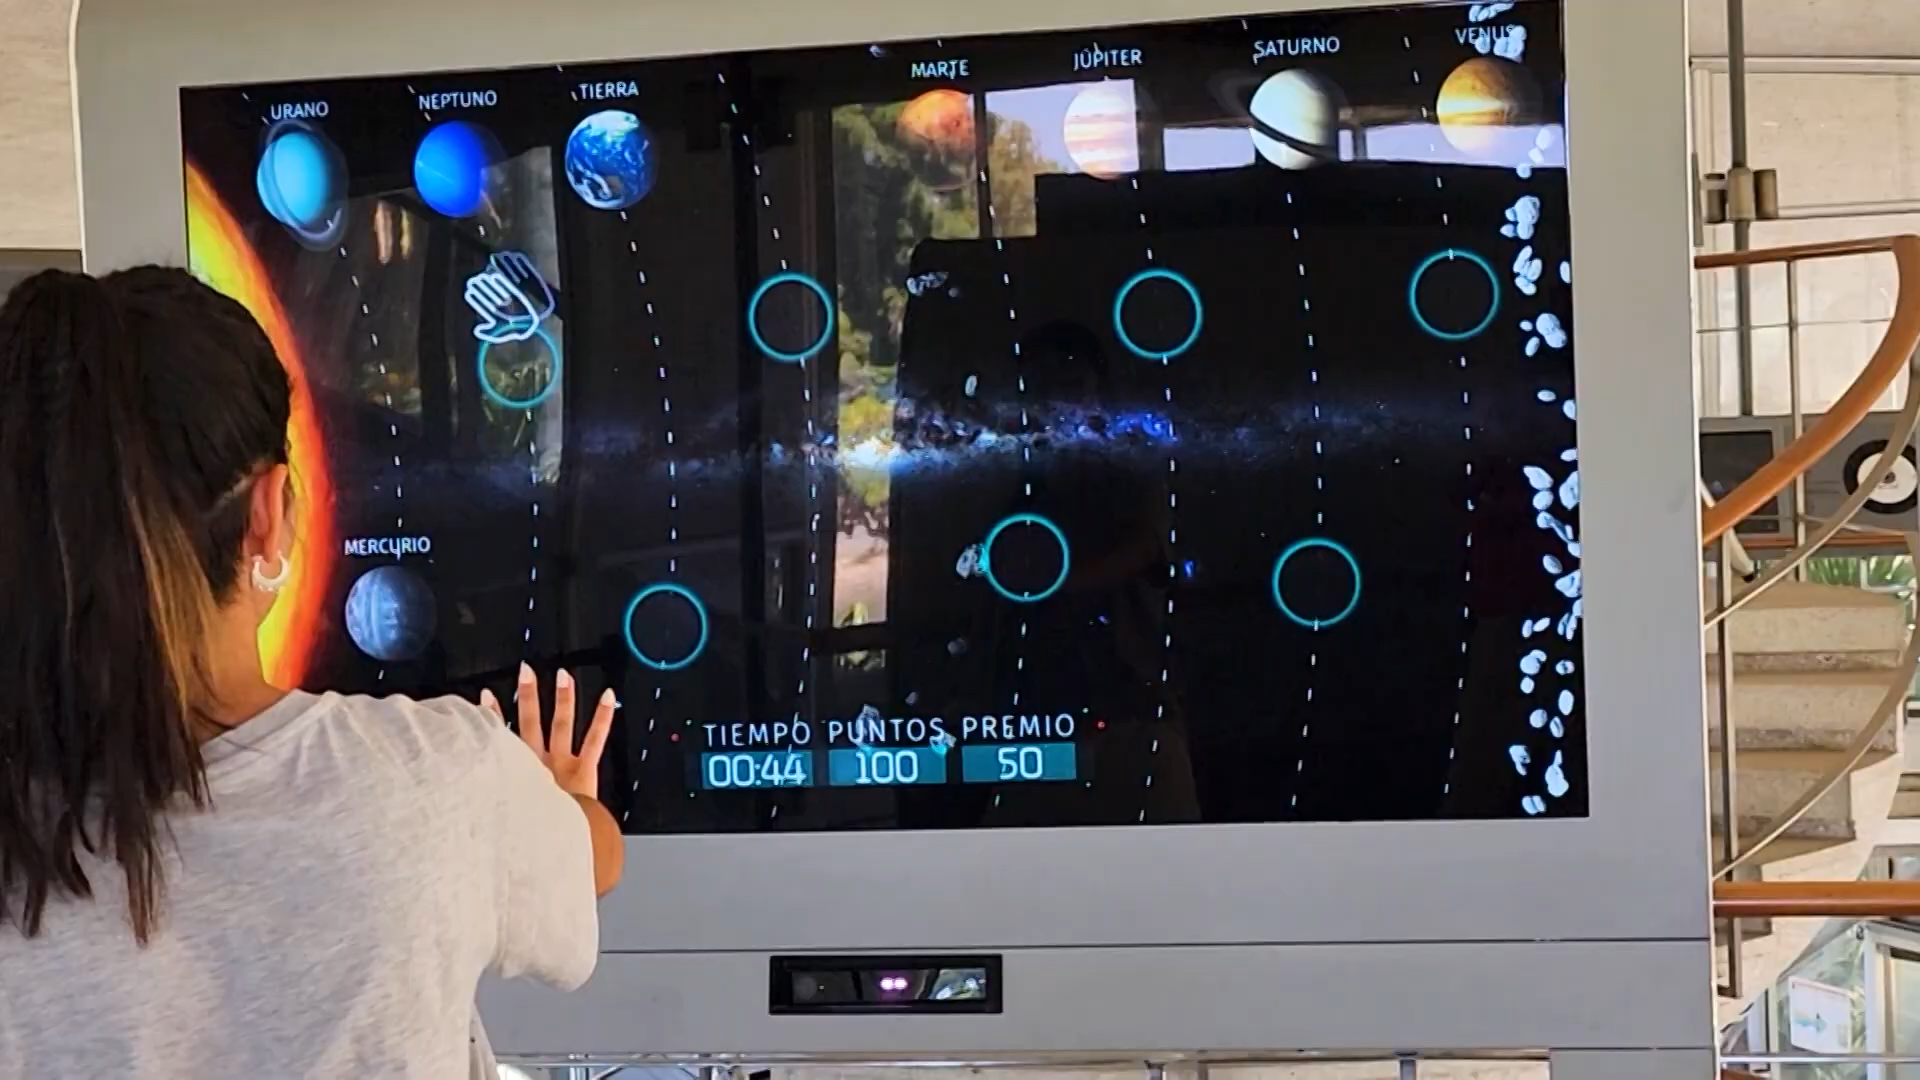 URANO
NEPTUNO
TIERRA
MARTE
JÚPITER
SATURNO
VENUS
MERCURIO
TIEMPO PUNTOS PREMIO
00:44 100 50